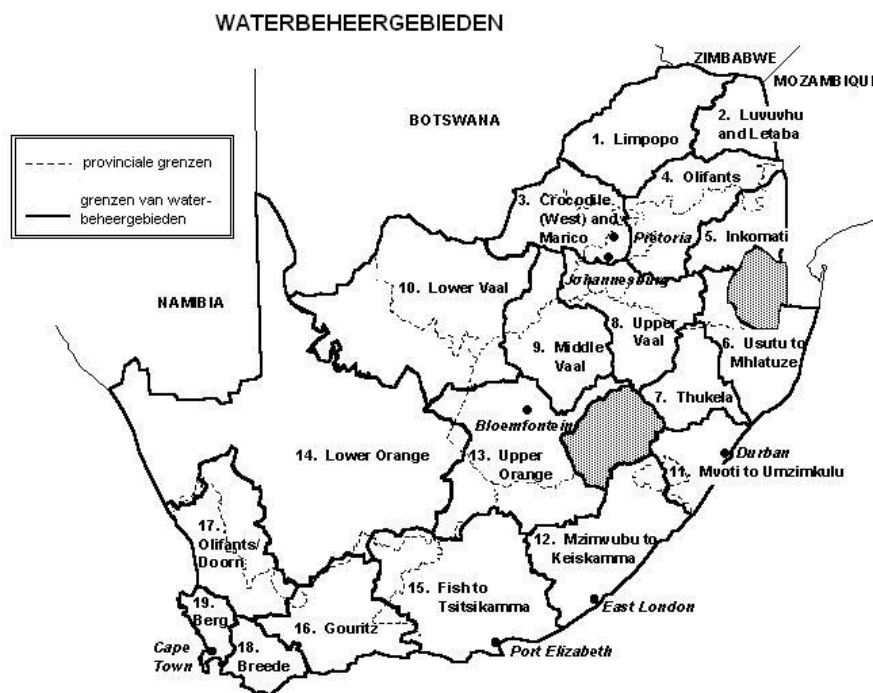 WATERBEHEERGEBIEDEN
ZIMBABWE
MOZAMBIQUE
BOTSWANA
2. Luvuvhu
and Letaba
1. Limpopo
provinciale grenzen
grenzen van water-
beheergebieden
4. Olifants
3. Crocodile
(West) and
Marico
Pretoria
5. Inkomati
Johannesburg
NAMIBIA
10. Lower Vaal
8. Upper
Vaal
6. Usutu to
Mhlatuze
9. Middle
Vaal
7. Thukela
Bloemfontein
14. Lower Orange
13. Upper
Orange
Durban
11. Mvoti to Umzimkulu
17.
Olifants/
Doorn
12. Mzimvubu to
Keiskamma
15. Fish to
Tsitsikamma
19.
Berg
East London
16. Gouritz
Cape
Town
18.
Breede
Port Elizabeth